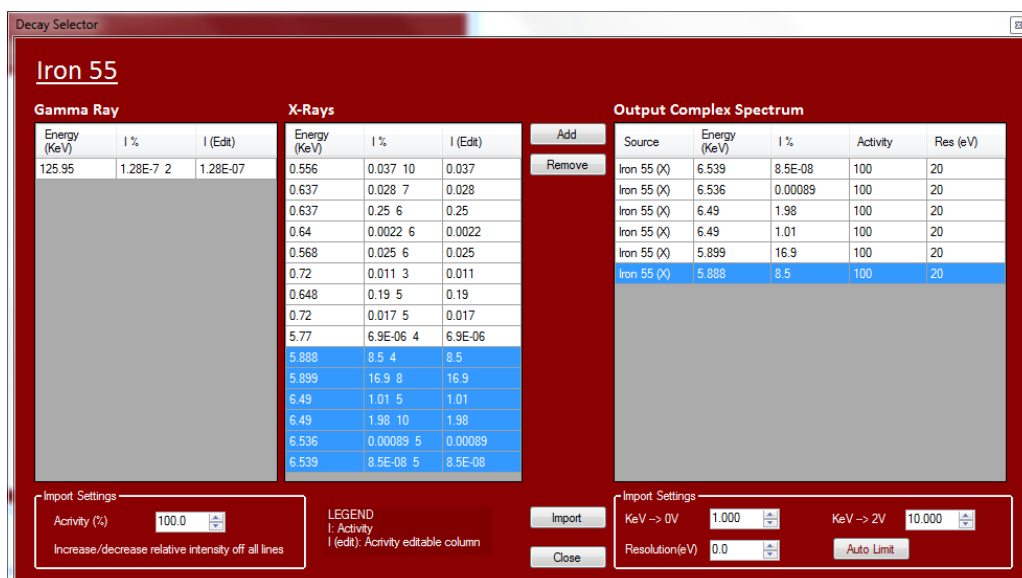 Decay Selector
Iron 55
Gamma Ray
Energy (KeV) I % I (Edit)
125.95 1.28E-7 2 1.28E-07
X-Rays
Energy (KeV) I % I (Edit)
0.556 0.037 10 0.037
0.637 0.028 7 0.028
0.637 0.25 6 0.25
0.64 0.0022 6 0.0022
0.568 0.025 6 0.025
0.72 0.011 3 0.011
0.648 0.19 5 0.19
0.72 0.017 5 0.017
5.77 6.9E-06 4 6.9E-06
5.888 8.5 4 8.5
5.899 16.9 8 16.9
6.49 1.01 5 1.01
6.49 1.98 10 1.98
6.536 0.00089 5 0.00089
6.539 8.5E-08 5 8.5E-08
Add
Remove
Output Complex Spectrum
Source Energy (KeV) I % Activity Res (eV)
Iron 55 (X) 6.539 8.5E-08 100 20
Iron 55 (X) 6.536 0.00089 100 20
Iron 55 (X) 6.49 1.98 100 20
Iron 55 (X) 6.49 1.01 100 20
Iron 55 (X) 5.899 16.9 100 20
Iron 55 (X) 5.888 8.5 100 20
Import Settings
Acrivity (%) 100.0
Increase/decrease relative intensity off all lines
LEGEND
I: Activity
I (edit): Acrivity editable column
Import
Close
Import Settings
KeV --> 0V 1.000 KeV --> 2V 10.000
Resolution(eV) 0.0 Auto Limit